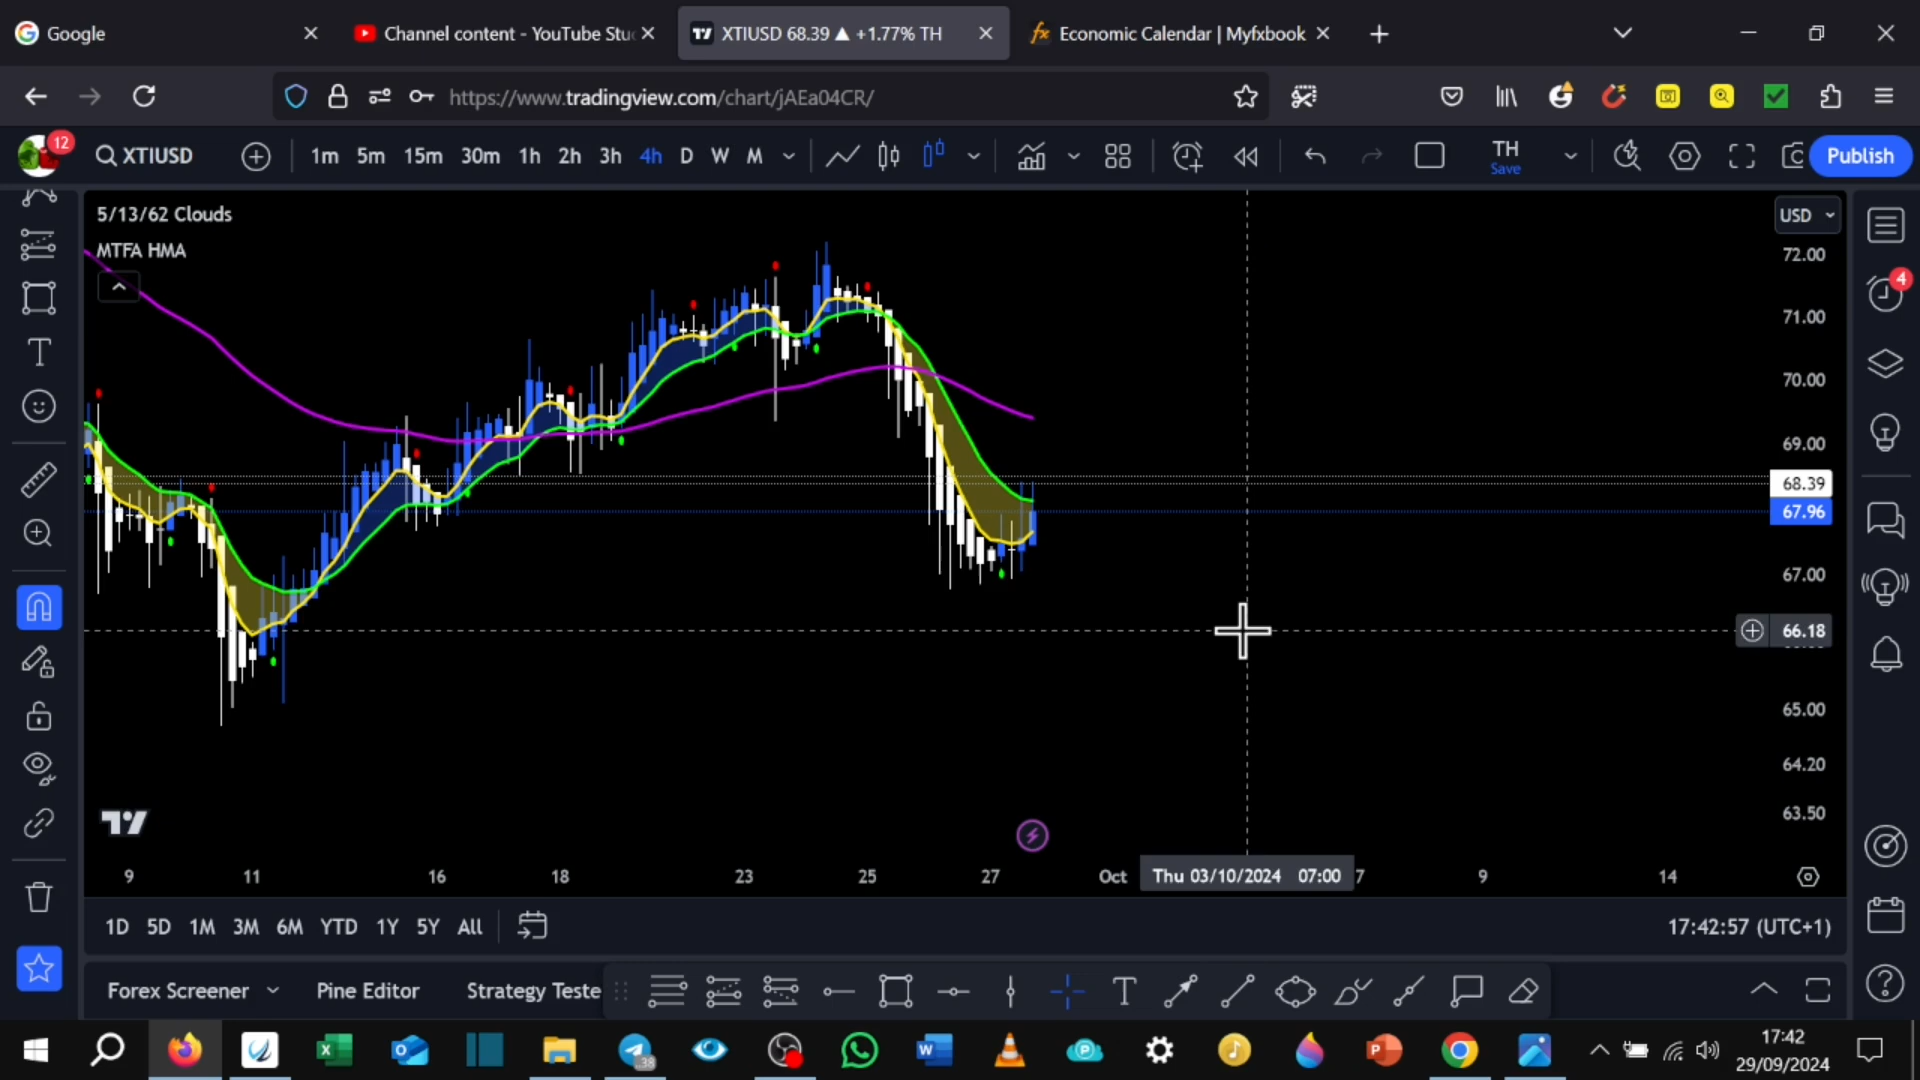 Google
Channel content - YouTube Stu
XTIUSD 68.39 ▲ +1.77% TH
Economic Calendar | Myfxbook
https://www.tradingview.com/chart/jAEa04CR/
12
XTIUSD
1m 5m 15m 30m 1h 2h 3h 4h D W M
TH
Save
Publish
5/13/62 Clouds
MTFA HMA
USD
72.00
71.00
70.00
69.00
68.39
67.96
67.00
66.18
65.00
64.20
63.50
4
9 11 16 18 23 25 27 Oct Thu 03/10/2024 07:00 7 9 14
1D 5D 1M 3M 6M YTD 1Y 5Y All
17:42:57 (UTC+1)
Forex Screener
Pine Editor
Strategy Teste
38
17:42
29/09/2024